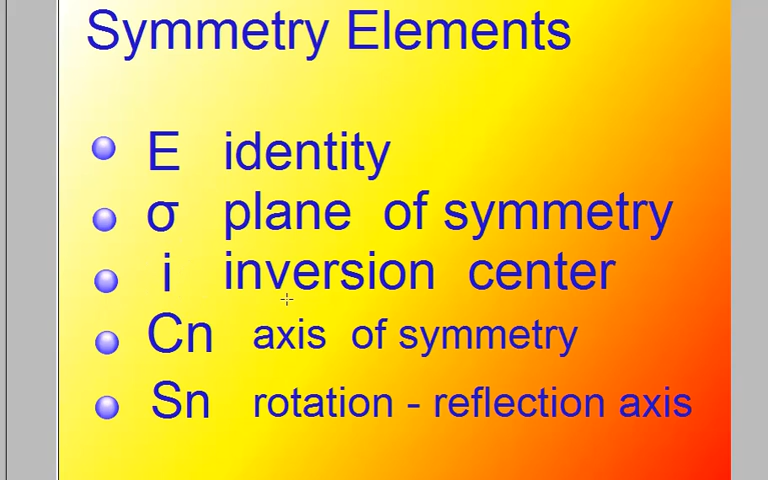 Symmetry Elements
E identity
σ plane of symmetry
i inversion center
Cn axis of symmetry
Sn rotation - reflection axis